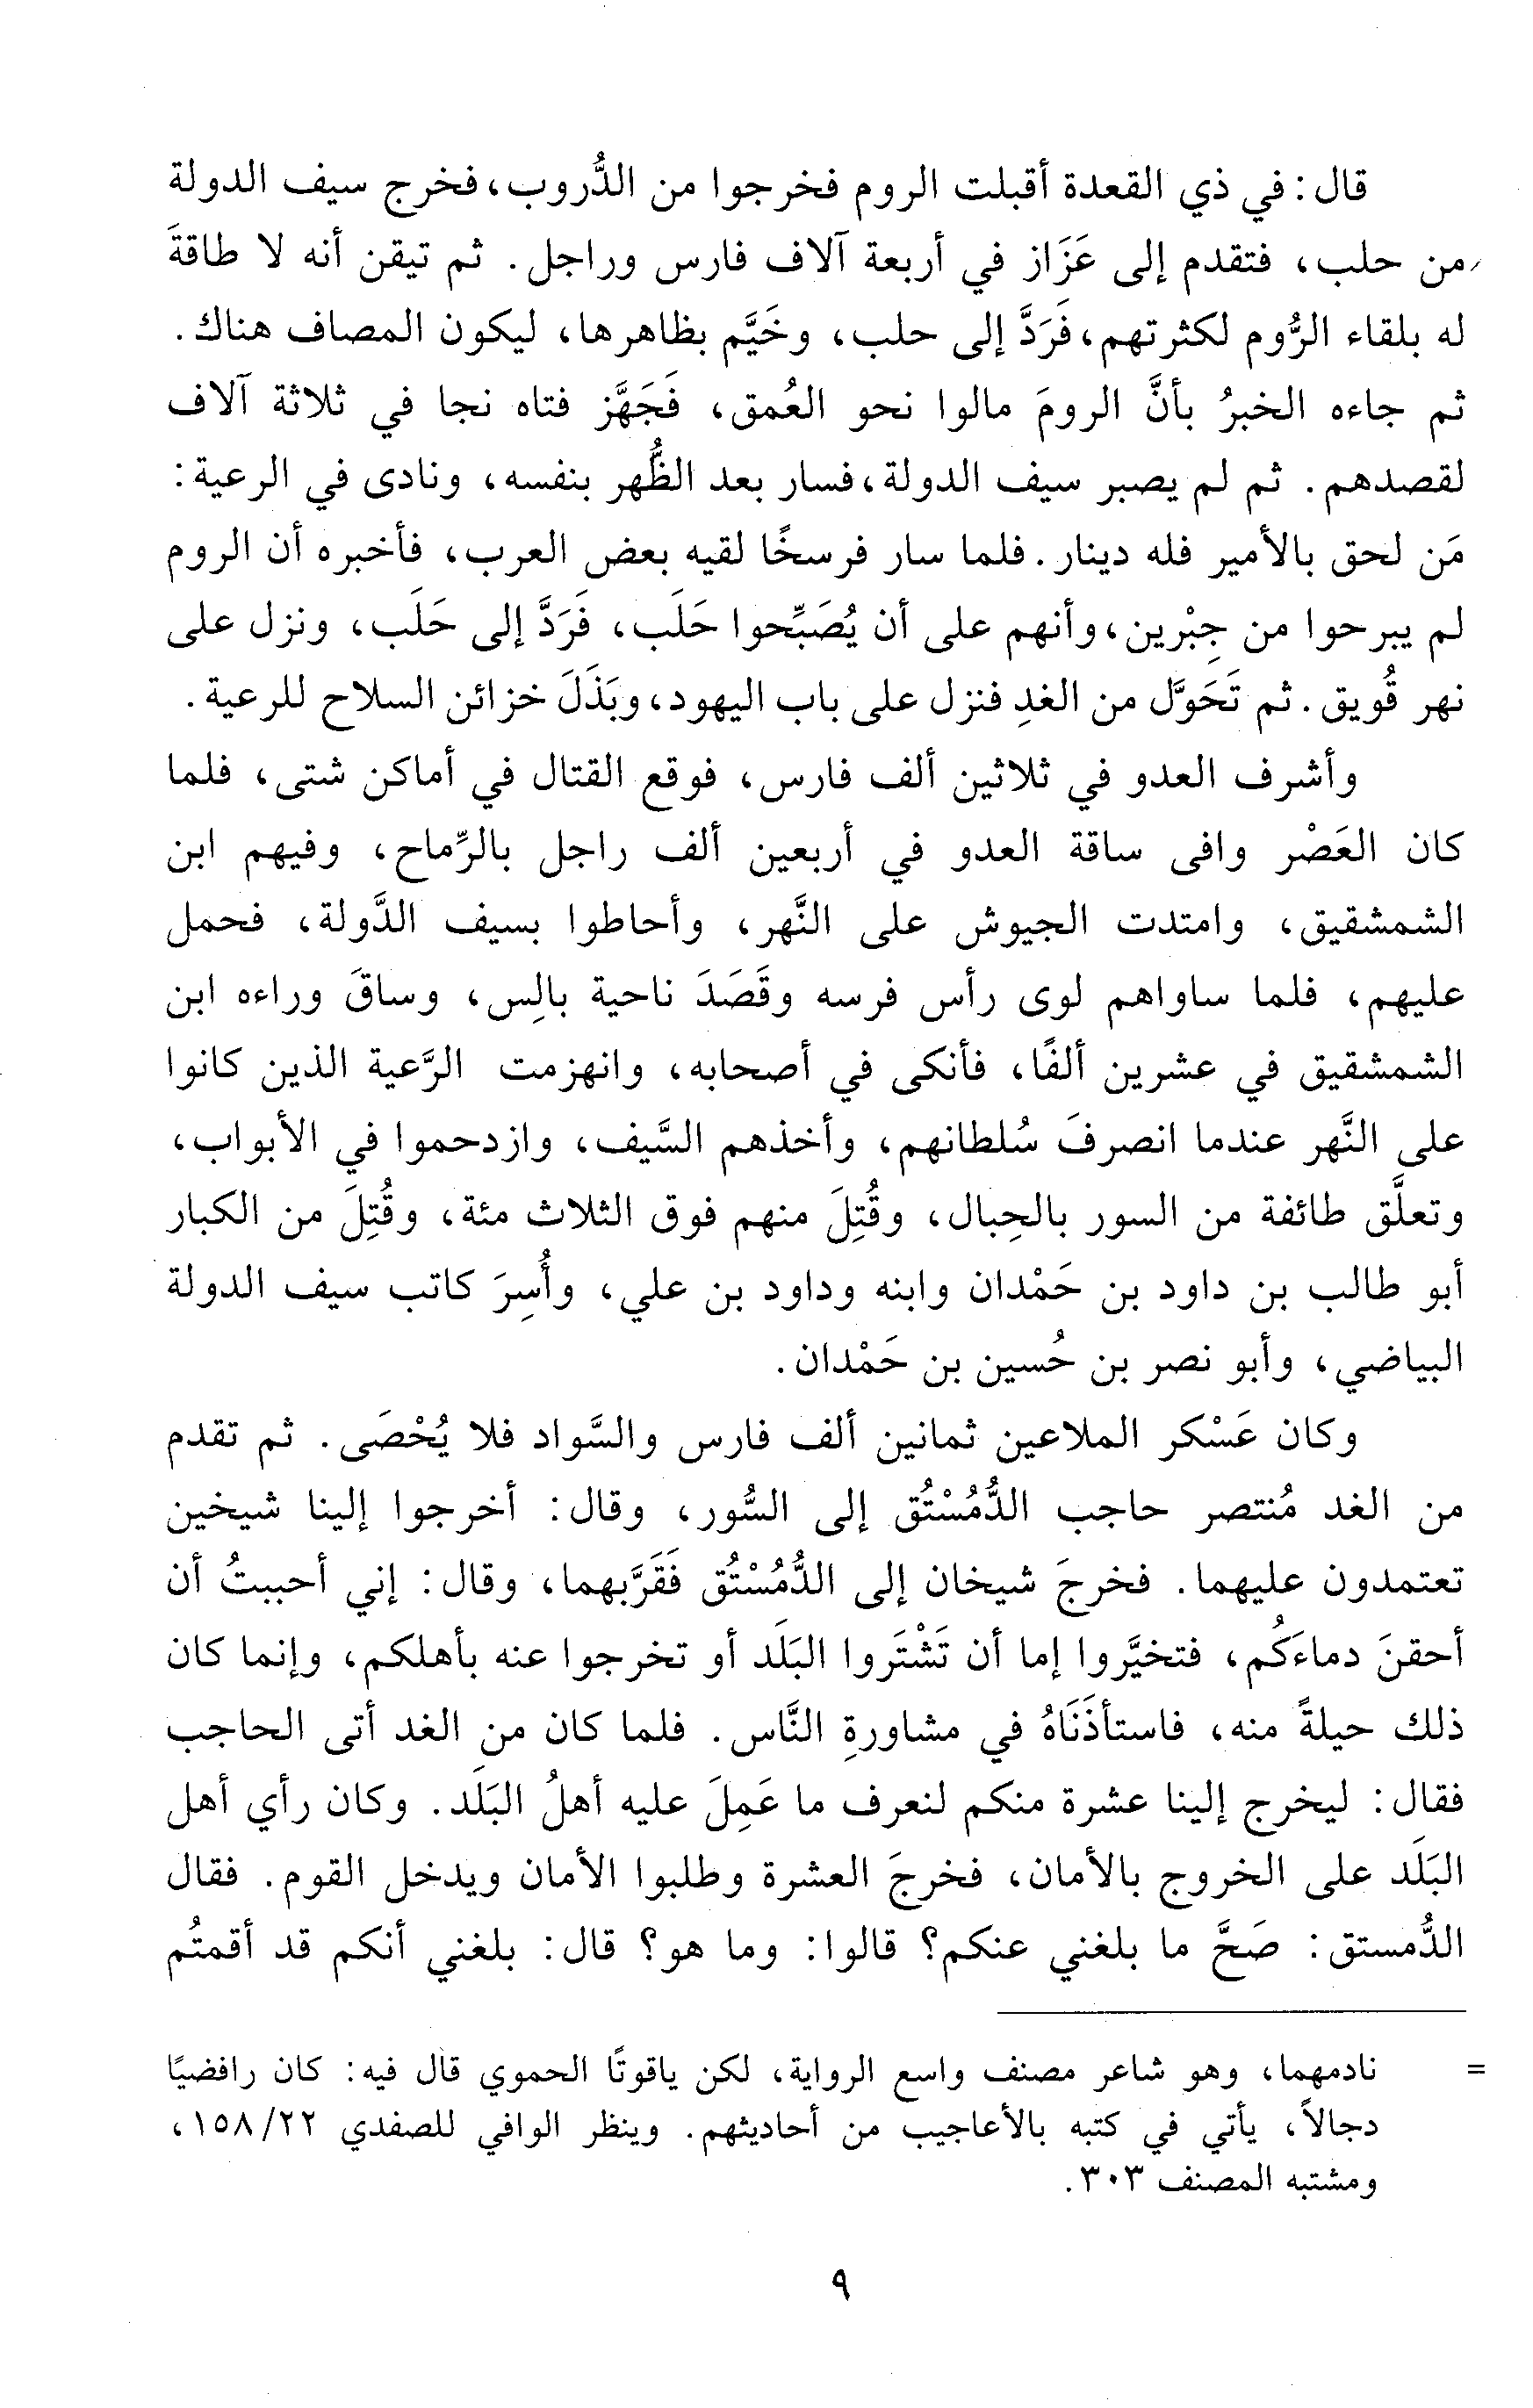 قال: في ذي القعدة أقبلت الروم فخرجوا من الدُّروب، فخرج سيف الدولة
من حلب، فتقدم إلى عَزَاز في أربعة آلاف فارس وراجل. ثم تيقن أنه لا طاقةَ
له بلقاء الرُّوم لكثرتهم، فَرَدَّ إلى حلب، وخَيَّم بظاهرها، ليكون المصاف هناك.
ثم جاءه الخبرُ بأنَّ الرومَ مالوا نحو العُمق، فَجَهَّز فتاه نجا في ثلاثة آلاف
لقصدهم. ثم لم يصبر سيف الدولة، فسار بعد الظُّهر بنفسه، ونادى في الرعية:
مَن لحق بالأمير فله دينار. فلما سار فرسخًا لقيه بعض العرب، فأخبره أن الروم
لم يبرحوا من جِبْرين، وأنهم على أن يُصَبِّحوا حَلَب، فَرَدَّ إلى حَلَب، ونزل على
نهر قُويق. ثم تَحَوَّل من الغدِ فنزل على باب اليهود، وبَذَلَ خزائن السلاح للرعية.
وأشرف العدو في ثلاثين ألف فارس، فوقع القتال في أماكن شتى، فلما
كان العَصْر وافى ساقة العدو في أربعين ألف راجل بالرِّماح، وفيهم ابن
الشمشقيق، وامتدت الجيوش على النَّهر، وأحاطوا بسيف الدَّولة، فحمل
عليهم، فلما ساواهم لوى رأس فرسه وقَصَدَ ناحية بالِس، وساقَ وراءه ابن
الشمشقيق في عشرين ألفًا، فأنكى في أصحابه، وانهزمت الرَّعية الذين كانوا
على النَّهر عندما انصرفَ سُلطانهم، وأخذهم السَّيف، وازدحموا في الأبواب،
وتعلَّق طائفة من السور بالحِبال، وقُتِلَ منهم فوق الثلاث مئة، وقُتِلَ من الكبار
أبو طالب بن داود بن حَمْدان وابنه وداود بن علي، وأُسِرَ كاتب سيف الدولة
البياضي، وأبو نصر بن حُسين بن حَمْدان.
وكان عَسْكر الملاعين ثمانين ألف فارس والسَّواد فلا يُحْصَى. ثم تقدم
من الغد مُنتصر حاجب الدُّمُسْتُق إلى السُّور، وقال: أخرجوا إلينا شيخين
تعتمدون عليهما. فخرجَ شيخان إلى الدُّمُسْتُق فَقَرَّبهما، وقال: إني أحببتُ أن
أحقنَ دماءَكُم، فتخيَّروا إما أن تَشْتَروا البَلَد أو تخرجوا عنه بأهلكم، وإنما كان
ذلك حيلةً منه، فاستأذَنَاهُ في مشاورةِ النَّاس. فلما كان من الغد أتى الحاجب
فقال: ليخرج إلينا عشرة منكم لنعرف ما عَمِلَ عليه أهلُ البَلَد. وكان رأي أهل
البَلَد على الخروج بالأمان، فخرجَ العشرة وطلبوا الأمان ويدخل القوم. فقال
الدُّمستق: صَحَّ ما بلغني عنكم؟ قالوا: وما هو؟ قال: بلغني أنكم قد أقمتُم
= نادمهما، وهو شاعر مصنف واسع الرواية، لكن ياقوتًا الحموي قال فيه: كان رافضيًا
دجالاً، يأتي في كتبه بالأعاجيب من أحاديثهم. وينظر الوافي للصفدي ٢٢/ ١٥٨،
ومشتبه المصنف ٣٠٣.
٩